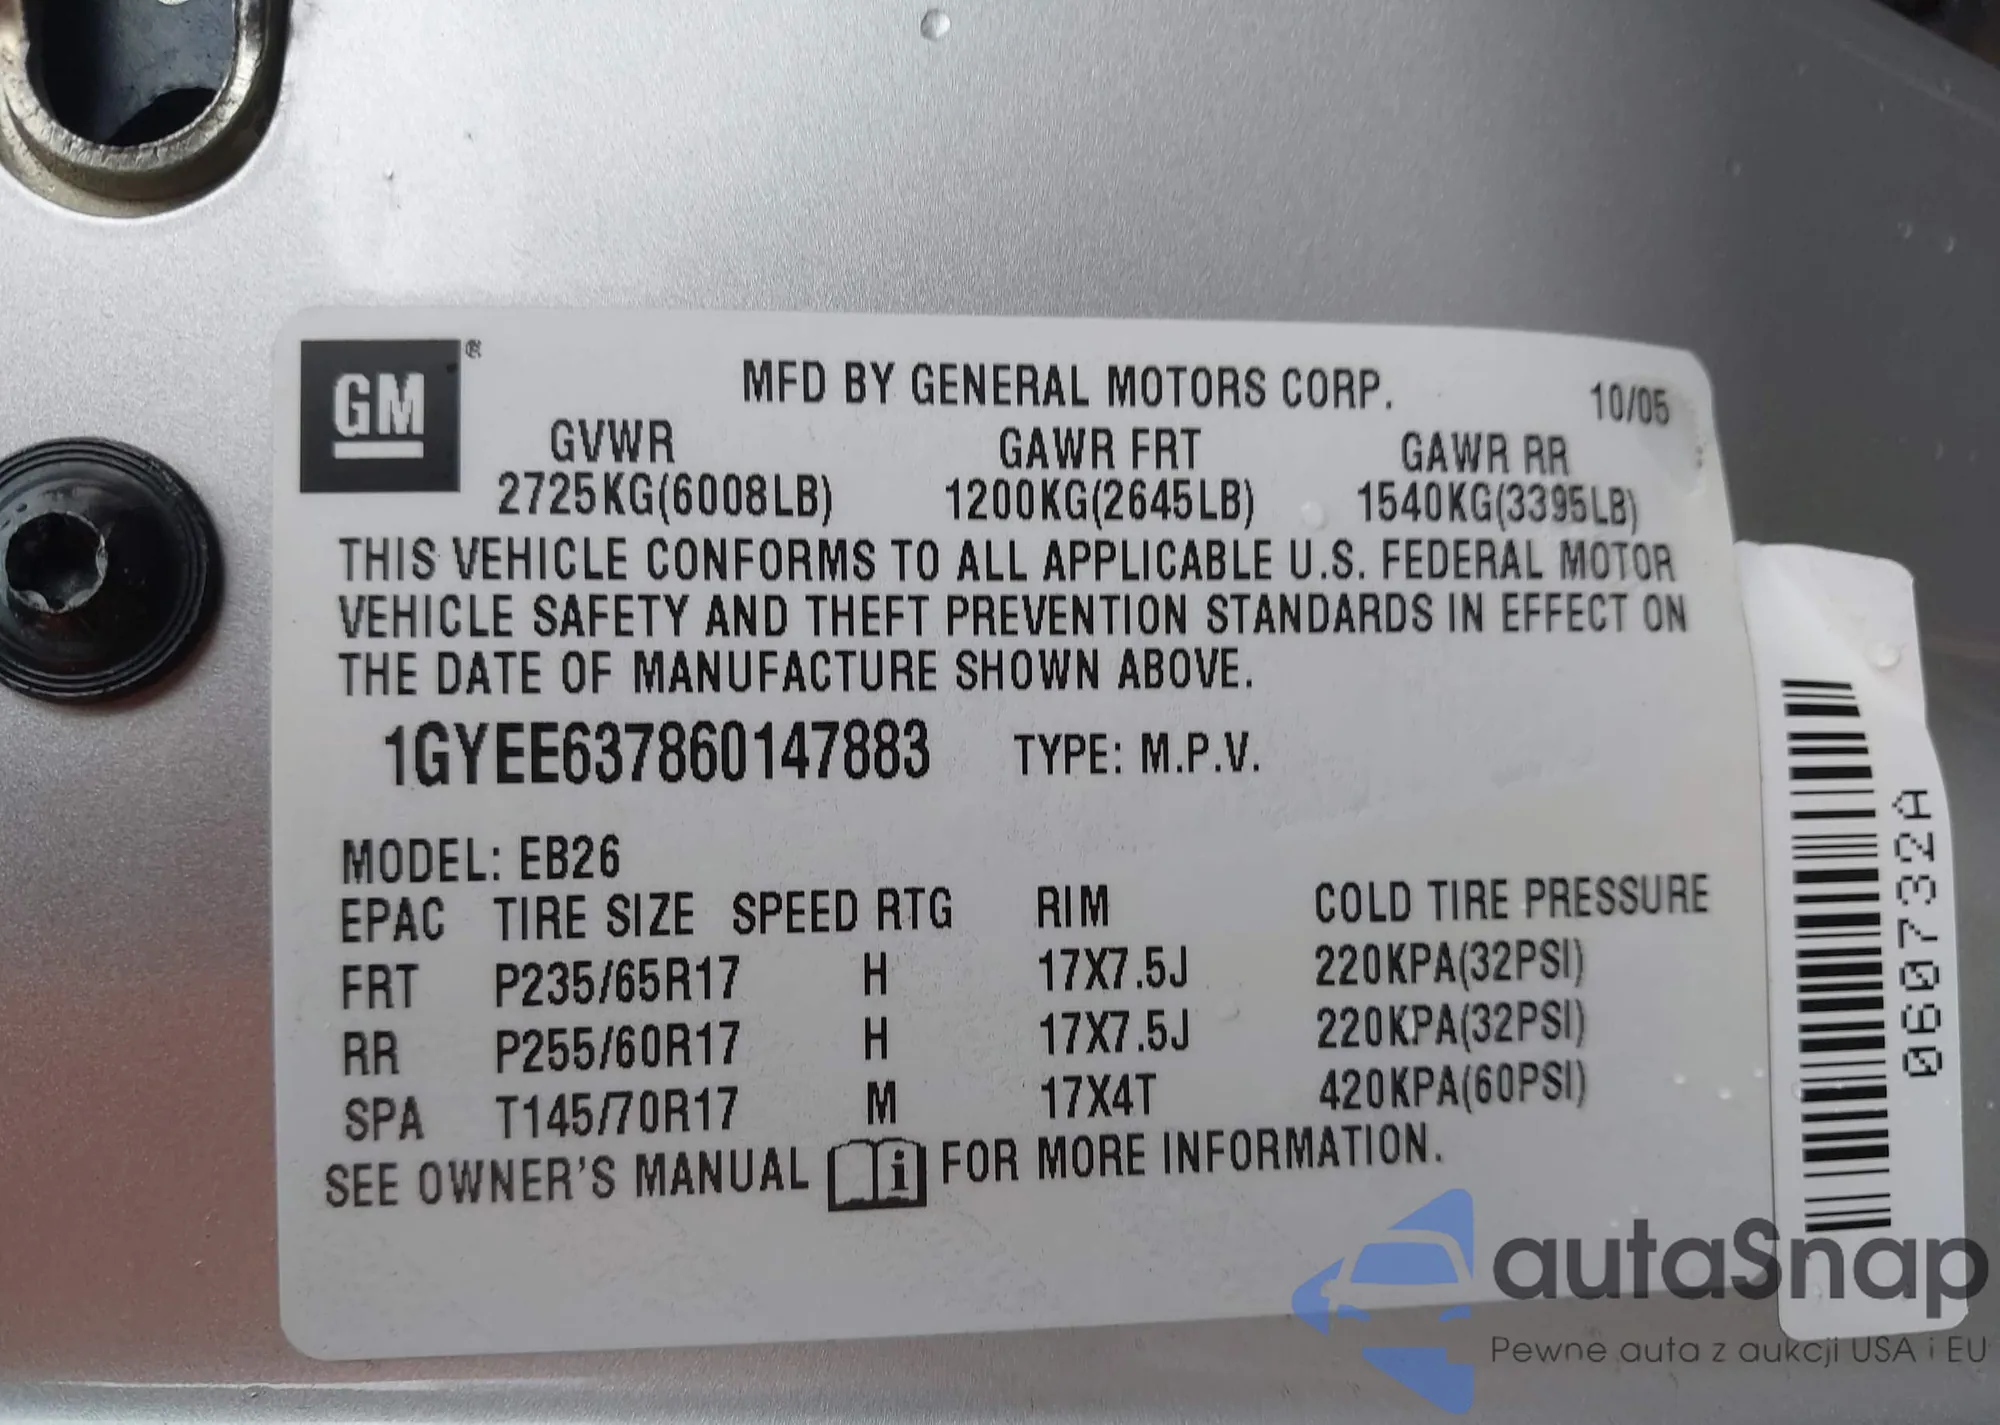 GM®
MFD BY GENERAL MOTORS CORP. 10/05
GVWR GAWR FRT GAWR RR
2725KG(6008LB) 1200KG(2645LB) 1540KG(3395LB)
THIS VEHICLE CONFORMS TO ALL APPLICABLE U.S. FEDERAL MOTOR
VEHICLE SAFETY AND THEFT PREVENTION STANDARDS IN EFFECT ON
THE DATE OF MANUFACTURE SHOWN ABOVE.
1GYEE637860147883 TYPE: M.P.V.
MODEL: EB26
EPAC TIRE SIZE SPEED RTG RIM COLD TIRE PRESSURE
FRT P235/65R17 H 17X7.5J 220KPA(32PSI)
RR P255/60R17 H 17X7.5J 220KPA(32PSI)
SPA T145/70R17 M 17X4T 420KPA(60PSI)
SEE OWNER'S MANUAL i FOR MORE INFORMATION.
060732A
autaSnap
Pewne auta z aukcji USA i EU